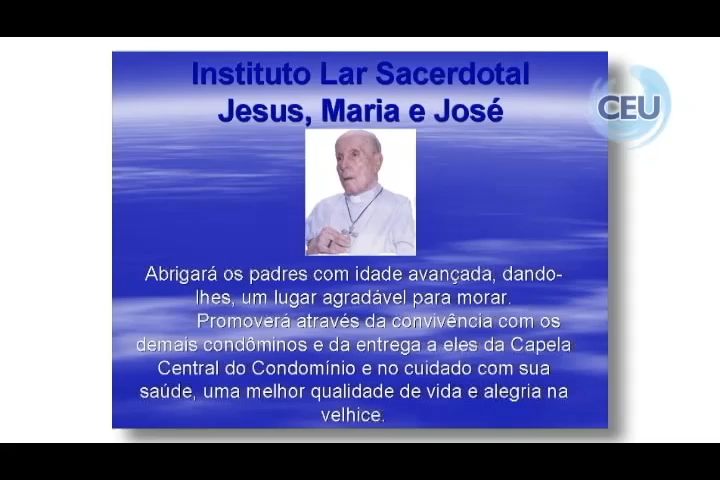 Instituto Lar Sacerdotal
Jesus, Maria e José
CEU
Abrigará os padres com idade avançada, dando-
lhes, um lugar agradável para morar.
Promoverá através da convivência com os
demais condôminos e da entrega a eles da Capela
Central do Condomínio e no cuidado com sua
saúde, uma melhor qualidade de vida e alegria na
velhice.